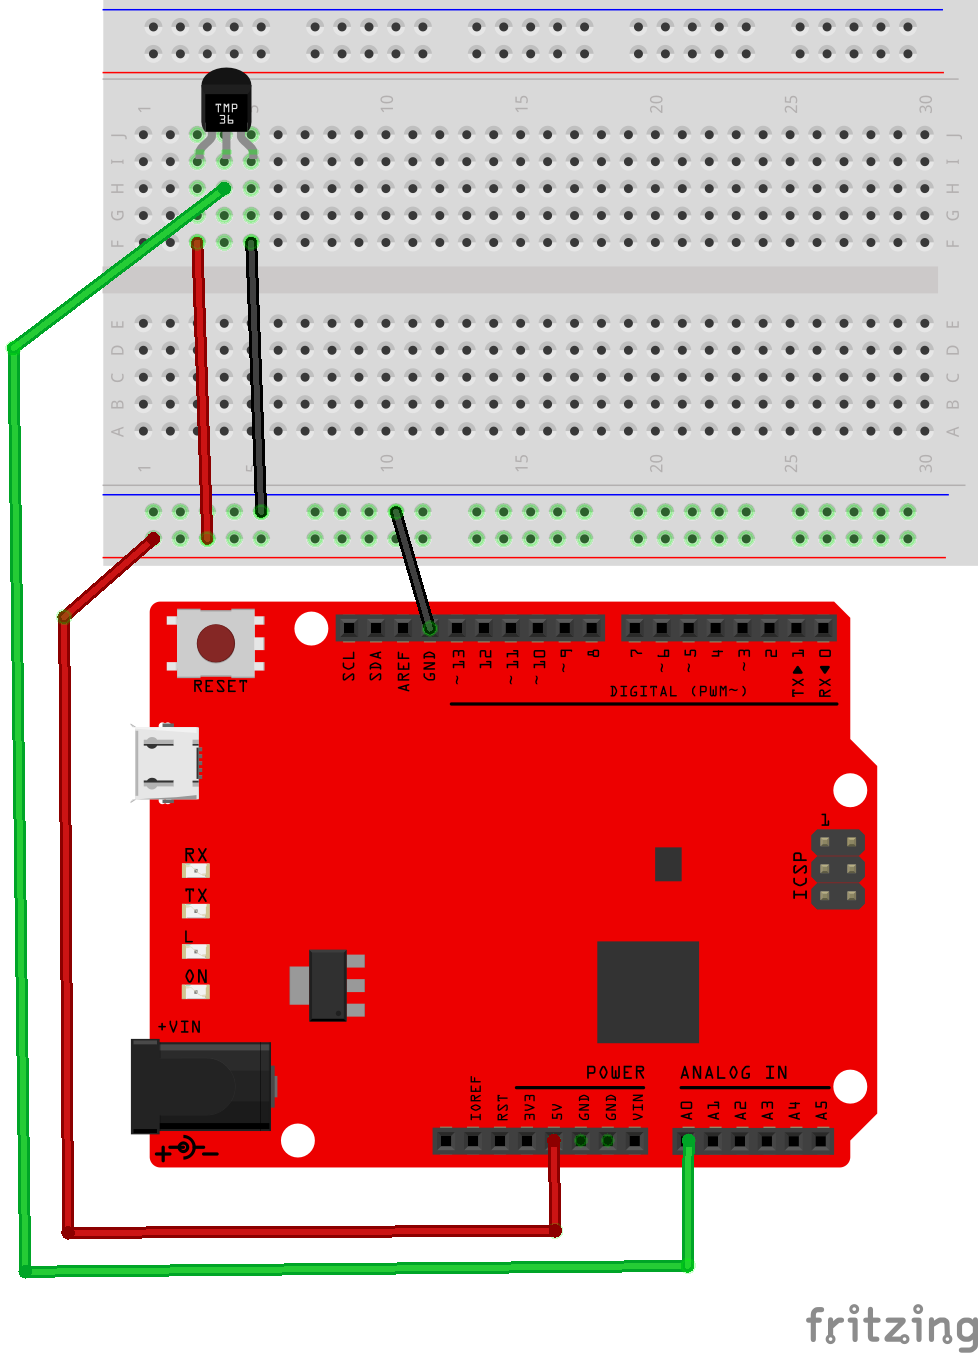 1 5 10 15 20 25 30
TMP
36
J J
I I
H H
G G
F F
E E
D D
C C
B B
A A
1 5 10 15 20 25 30
SCL SDA AREF GND ~13 12 ~11 ~10 ~9 8 7 ~6 ~5 4 ~3 2 TX▶1 RX◀0
RESET
DIGITAL (PWM~)
1
ICSP
RX
TX
L
ON
+VIN
POWER ANALOG IN
IOREF RST 3V3 5V GND GND VIN A0 A1 A2 A3 A4 A5
+ −
fritzing